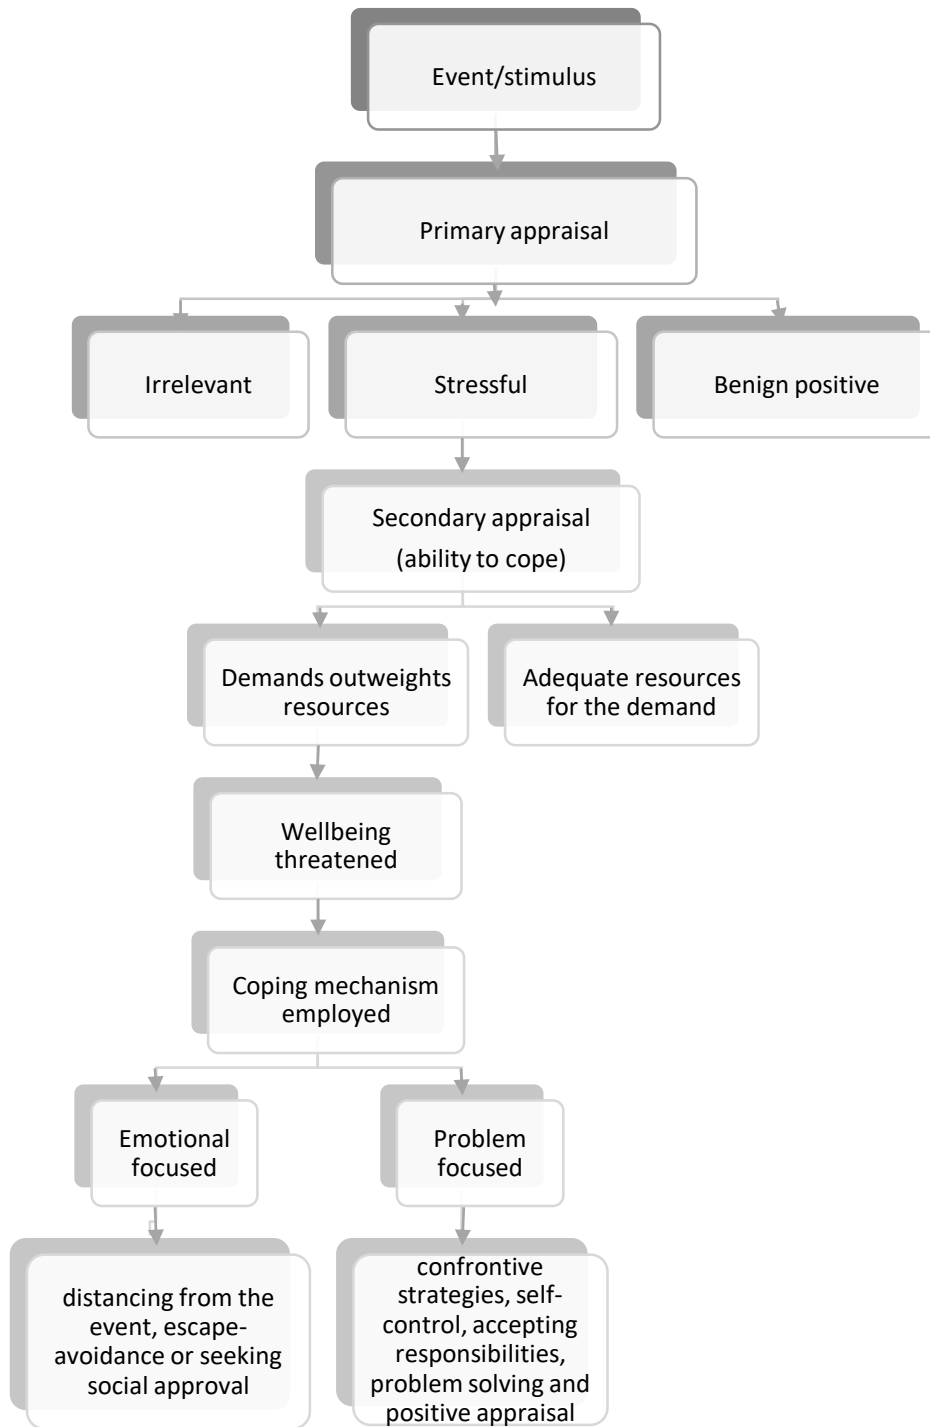 Event/stimulus
Primary appraisal
Irrelevant
Stressful
Benign positive
Secondary appraisal
(ability to cope)
Demands outweights
resources
Adequate resources
for the demand
Wellbeing
threatened
Coping mechanism
employed
Emotional
focused
Problem
focused
distancing from the
event, escape-
avoidance or seeking
social approval
confrontive
strategies, self-
control, accepting
responsibilities,
problem solving and
positive appraisal